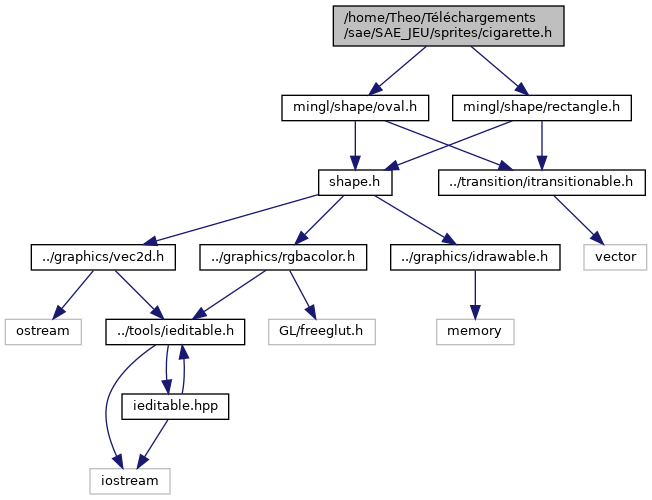 /home/Theo/Téléchargements
/sae/SAE_JEU/sprites/cigarette.h
mingl/shape/oval.h
mingl/shape/rectangle.h
shape.h
../transition/itransitionable.h
../graphics/vec2d.h
../graphics/rgbacolor.h
../graphics/idrawable.h
vector
ostream
../tools/ieditable.h
GL/freeglut.h
memory
ieditable.hpp
iostream